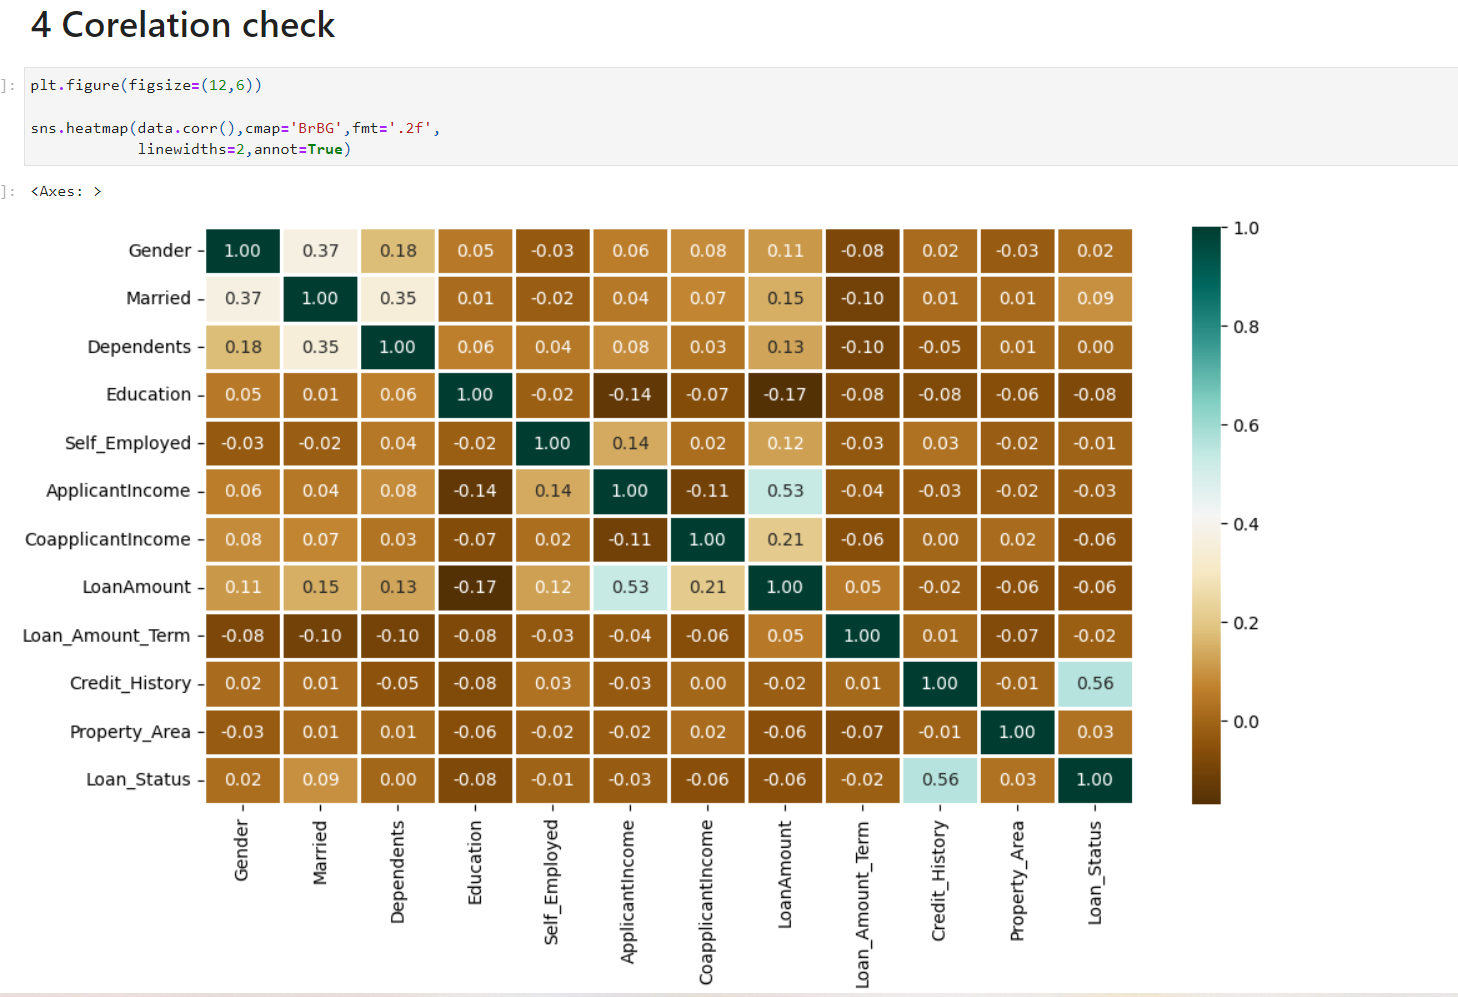 4 Corelation check
]: plt.figure(figsize=(12,6))
sns.heatmap(data.corr(),cmap='BrBG',fmt='.2f',
linewidths=2,annot=True)
]: <Axes: >
Gender 1.00 0.37 0.18 0.05 -0.03 0.06 0.08 0.11 -0.08 0.02 -0.03 0.02
Married 0.37 1.00 0.35 0.01 -0.02 0.04 0.07 0.15 -0.10 0.01 0.01 0.09
Dependents 0.18 0.35 1.00 0.06 0.04 0.08 0.03 0.13 -0.10 -0.05 0.01 0.00
Education 0.05 0.01 0.06 1.00 -0.02 -0.14 -0.07 -0.17 -0.08 -0.08 -0.06 -0.08
Self_Employed -0.03 -0.02 0.04 -0.02 1.00 0.14 0.02 0.12 -0.03 0.03 -0.02 -0.01
ApplicantIncome 0.06 0.04 0.08 -0.14 0.14 1.00 -0.11 0.53 -0.04 -0.03 -0.02 -0.03
CoapplicantIncome 0.08 0.07 0.03 -0.07 0.02 -0.11 1.00 0.21 -0.06 0.00 0.02 -0.06
LoanAmount 0.11 0.15 0.13 -0.17 0.12 0.53 0.21 1.00 0.05 -0.02 -0.06 -0.06
Loan_Amount_Term -0.08 -0.10 -0.10 -0.08 -0.03 -0.04 -0.06 0.05 1.00 0.01 -0.07 -0.02
Credit_History 0.02 0.01 -0.05 -0.08 0.03 -0.03 0.00 -0.02 0.01 1.00 -0.01 0.56
Property_Area -0.03 0.01 0.01 -0.06 -0.02 -0.02 0.02 -0.06 -0.07 -0.01 1.00 0.03
Loan_Status 0.02 0.09 0.00 -0.08 -0.01 -0.03 -0.06 -0.06 -0.02 0.56 0.03 1.00
Gender
Married
Dependents
Education
Self_Employed
ApplicantIncome
CoapplicantIncome
LoanAmount
Loan_Amount_Term
Credit_History
Property_Area
Loan_Status
1.0
0.8
0.6
0.4
0.2
0.0